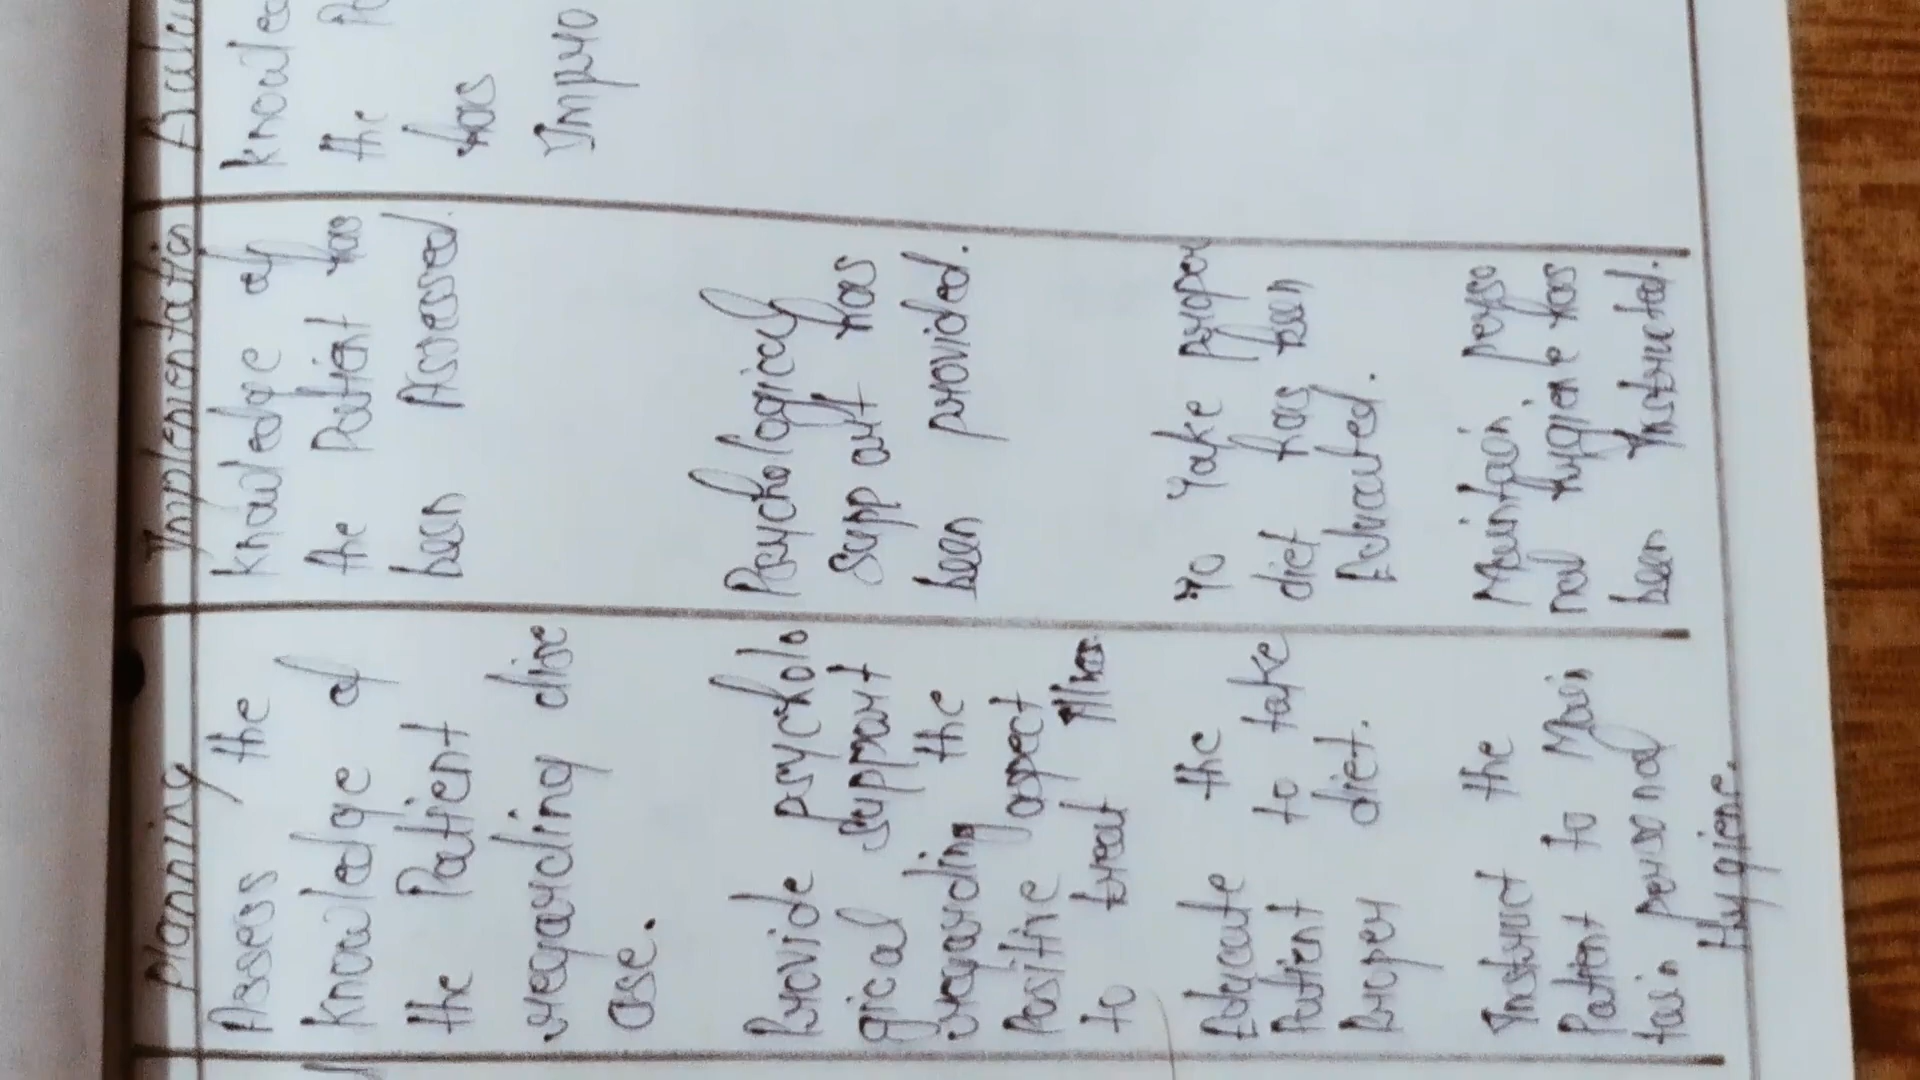 Planning
Assess the
Knowledge of
the Patient
regarding dise
ase.
Provide psycholo
gical support
regarding the
Positive aspect
to treat
Educate the
Patient to take
Proper diet.
Instruct the
Patient to Main
tain personal
Hygiene.
Implementation
Knowledge of
the Patient has
been Assessed.
Psychologicaly
Support has
been provided.
To Take proper
diet has been
Educated.
Maintain perso
nal hygiene has
been Instructed.
Knowle
the Pa
has
Impro